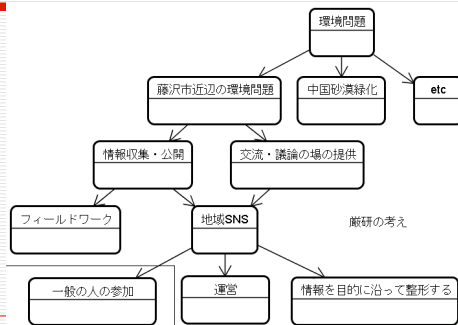 環境問題
藤沢市近辺の環境問題
中国砂漠緑化
etc
情報収集・公開
交流・議論の場の提供
フィールドワーク
地域SNS
厳研の考え
一般の人の参加
運営
情報を目的に沿って整形する